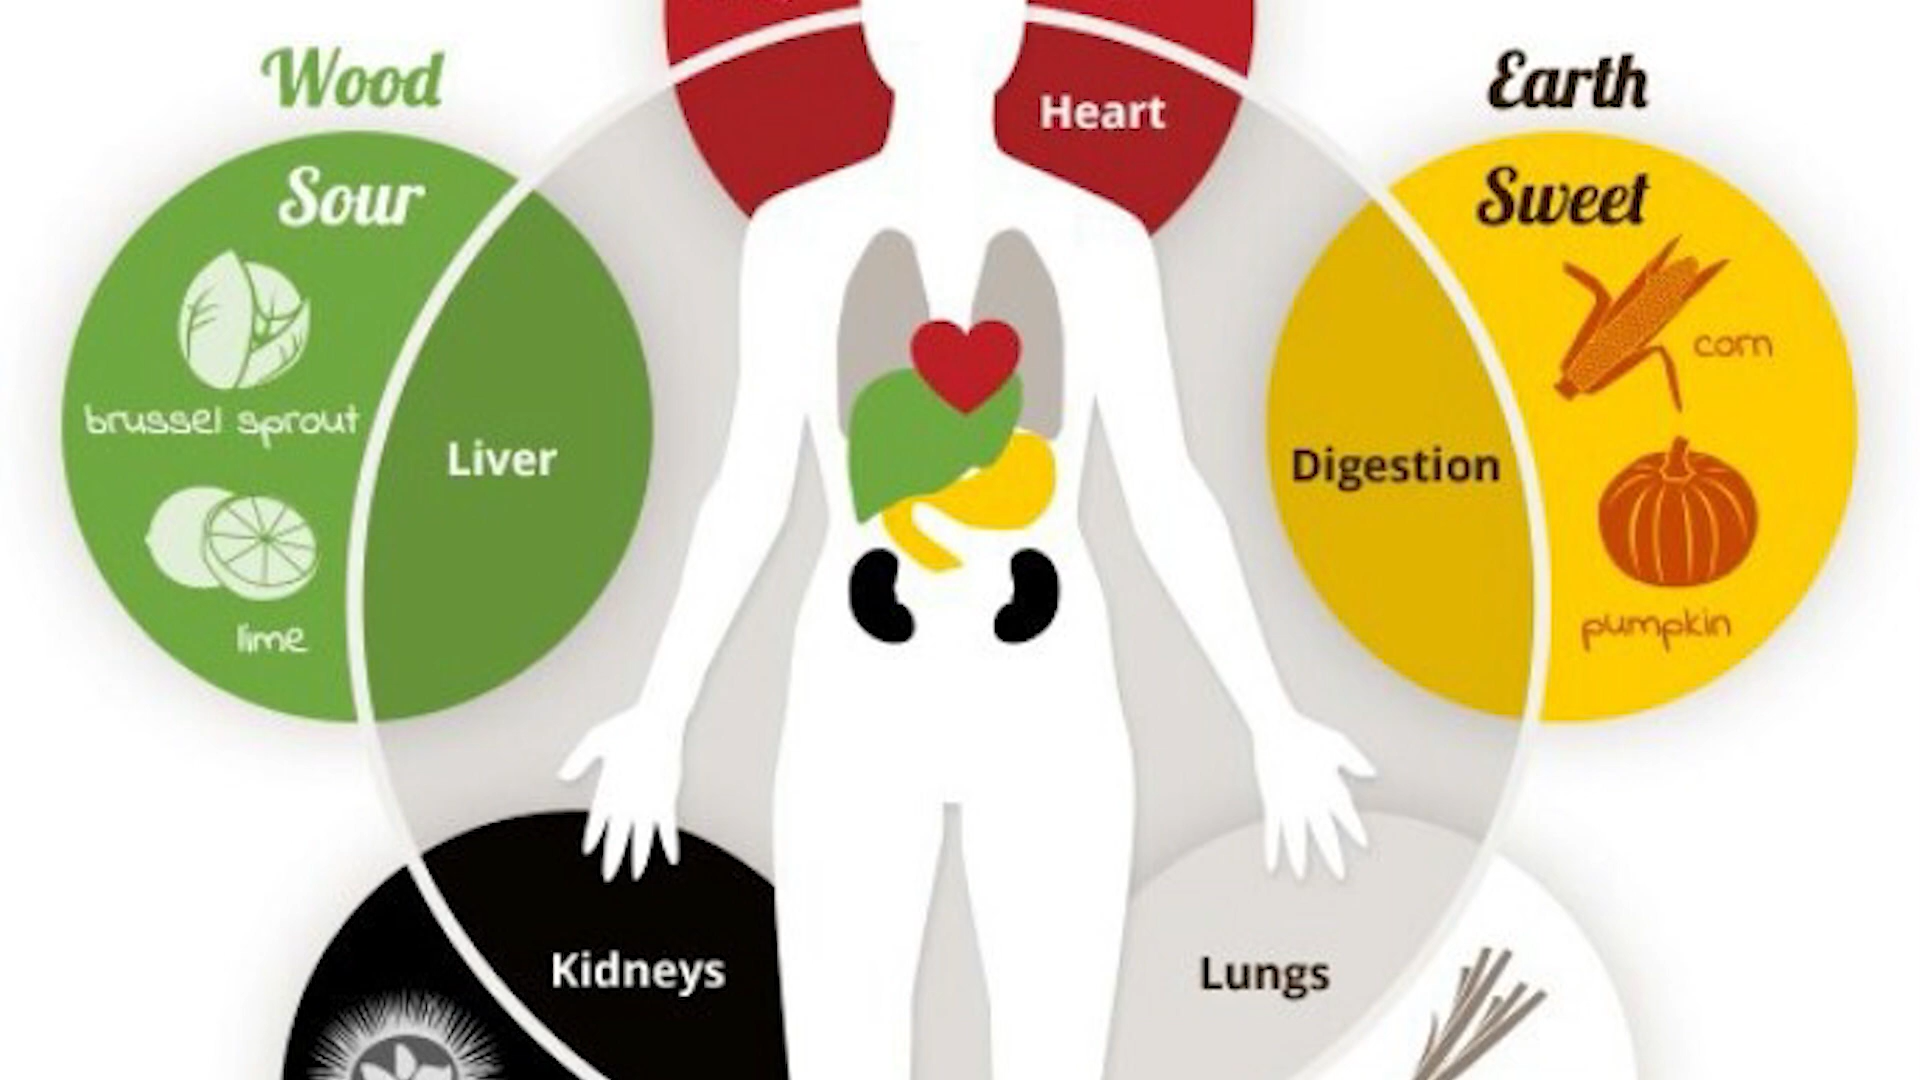 Wood
Sour
brussel sprout
lime
Liver
Heart
Earth
Sweet
corn
pumpkin
Digestion
Kidneys
Lungs